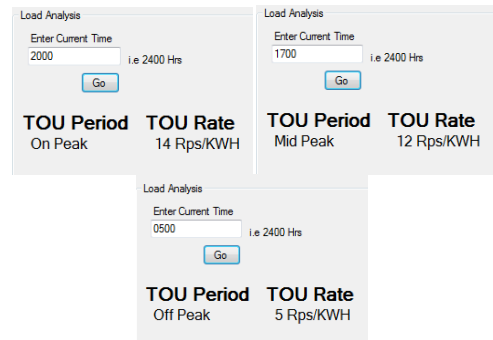 Load Analysis
Enter Current Time
2000
i.e 2400 Hrs
Go
TOU Period TOU Rate
On Peak 14 Rps/KWH
Load Analysis
Enter Current Time
1700
i.e 2400 Hrs
Go
TOU Period TOU Rate
Mid Peak 12 Rps/KWH
Load Analysis
Enter Current Time
0500
i.e 2400 Hrs
Go
TOU Period TOU Rate
Off Peak 5 Rps/KWH